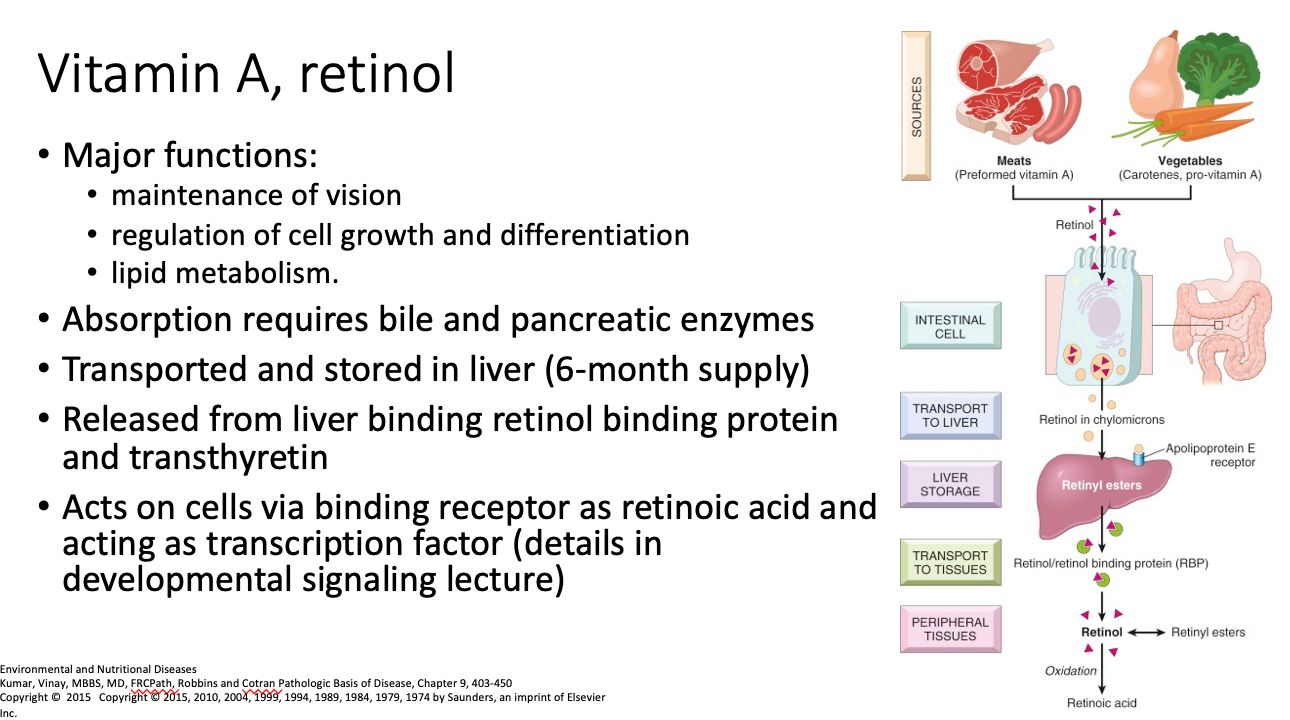 Vitamin A, retinol
• Major functions:
• maintenance of vision
• regulation of cell growth and differentiation
• lipid metabolism.
• Absorption requires bile and pancreatic enzymes
• Transported and stored in liver (6-month supply)
• Released from liver binding retinol binding protein
and transthyretin
• Acts on cells via binding receptor as retinoic acid and
acting as transcription factor (details in
developmental signaling lecture)
Environmental and Nutritional Diseases
Kumar, Vinay, MBBS, MD, FRCPath, Robbins and Cotran Pathologic Basis of Disease, Chapter 9, 403-450
Copyright © 2015 Copyright © 2015, 2010, 2004, 1999, 1994, 1989, 1984, 1979, 1974 by Saunders, an imprint of Elsevier
Inc.
SOURCES
Meats
(Preformed vitamin A)
Vegetables
(Carotenes, pro-vitamin A)
Retinol
INTESTINAL
CELL
TRANSPORT
TO LIVER
Retinol in chylomicrons
Apolipoprotein E
receptor
LIVER
STORAGE
Retinyl esters
TRANSPORT
TO TISSUES
Retinol/retinol binding protein (RBP)
PERIPHERAL
TISSUES
Retinol
Retinyl esters
Oxidation
Retinoic acid